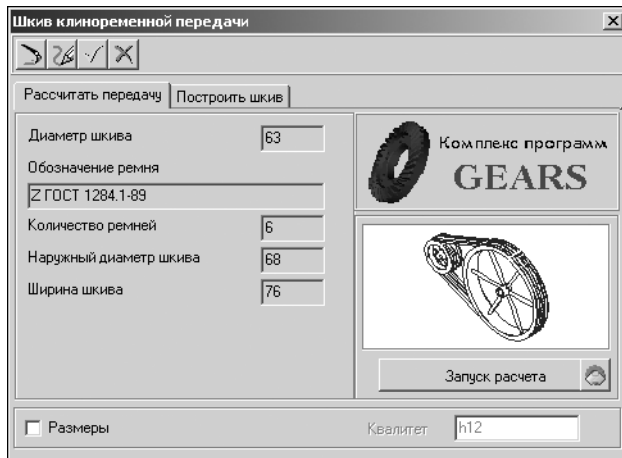 Шкив клиноременной передачи
Рассчитать передачу Построить шкив
Диаметр шкива 63
Обозначение ремня
Z ГОСТ 1284.1-89
Количество ремней 6
Наружный диаметр шкива 68
Ширина шкива 76
Комплекс программ
GEARS
Запуск расчета
Размеры
Квалитет h12